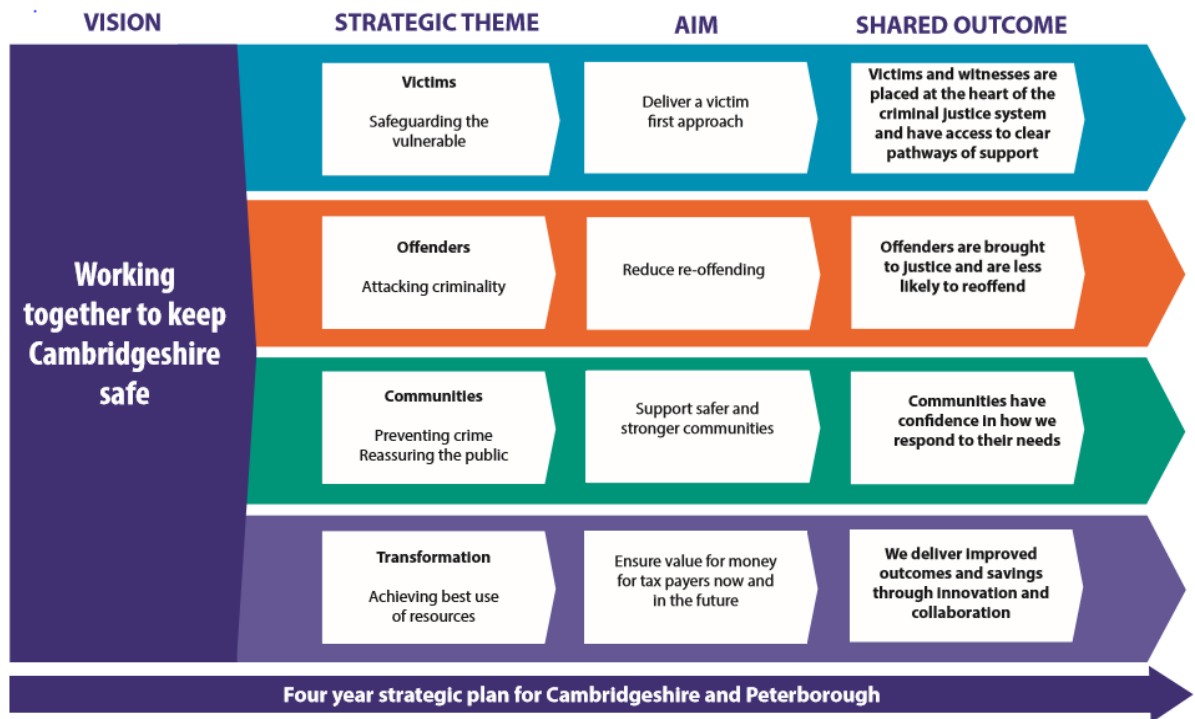 VISION
STRATEGIC THEME
AIM
SHARED OUTCOME
Working
together to keep
Cambridgeshire
safe
Victims
Safeguarding the
vulnerable
Deliver a victim
first approach
Victims and witnesses are
placed at the heart of the
criminal justice system
and have access to clear
pathways of support
Offenders
Attacking criminality
Reduce re-offending
Offenders are brought
to justice and are less
likely to reoffend
Communities
Preventing crime
Reassuring the public
Support safer and
stronger communities
Communities have
confidence in how we
respond to their needs
Transformation
Achieving best use
of resources
Ensure value for money
for tax payers now and
in the future
We deliver improved
outcomes and savings
through innovation and
collaboration
Four year strategic plan for Cambridgeshire and Peterborough